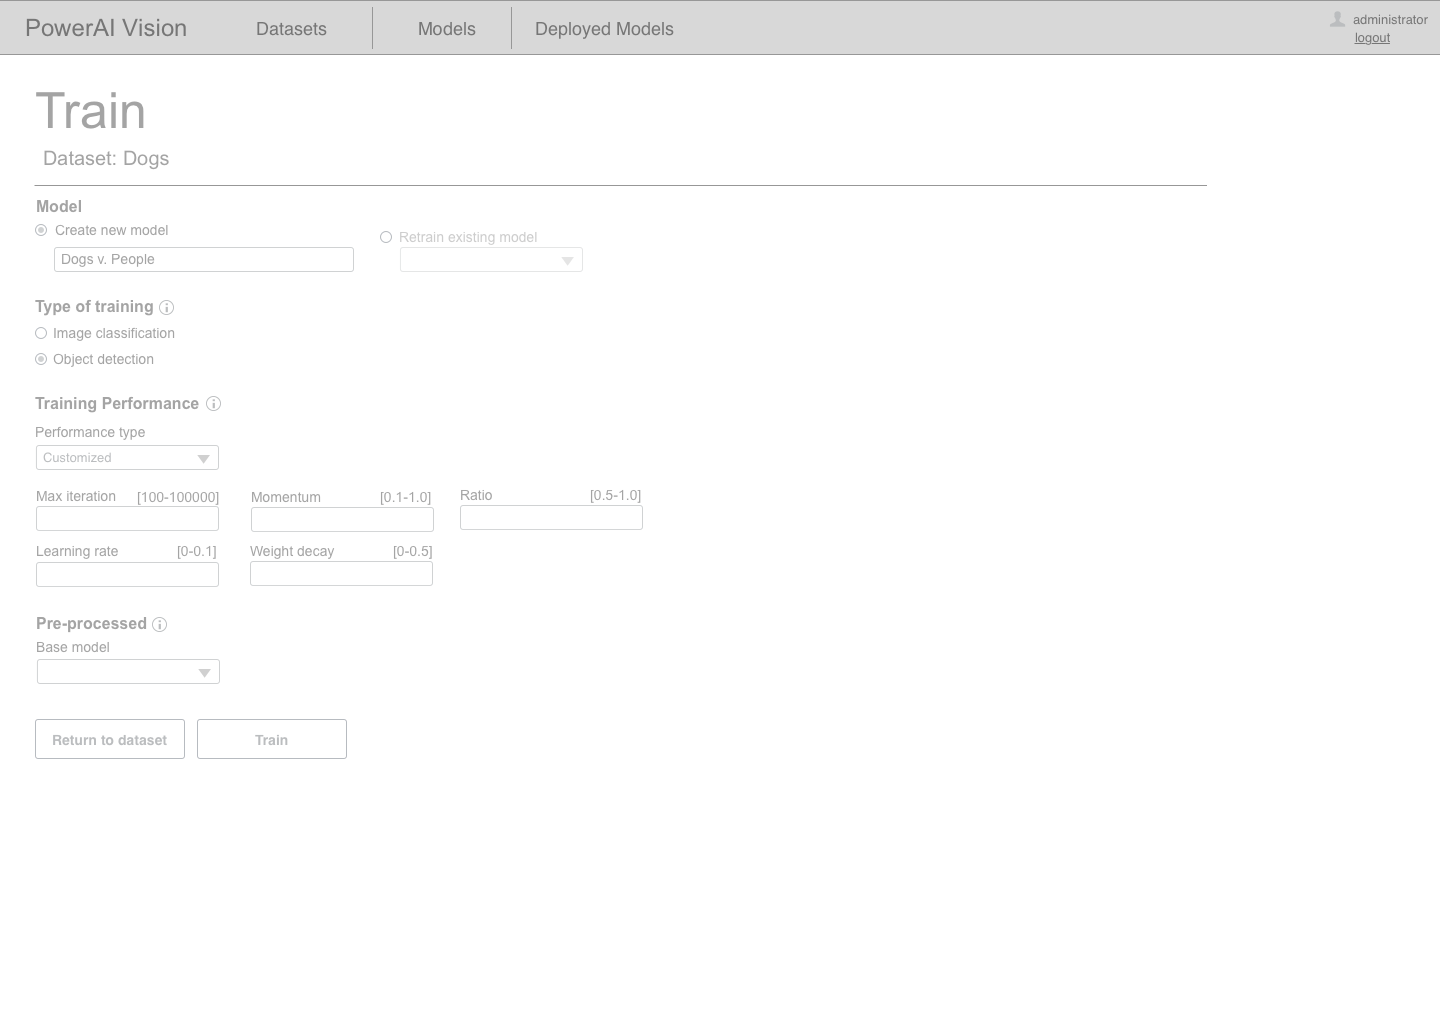 PowerAI Vision Datasets Models Deployed Models administrator
logout
Train
Dataset: Dogs
Model
Create new model
Retrain existing model
Dogs v. People
Type of training
Image classification
Object detection
Training Performance
Performance type
Customized
Max iteration [100-100000] Momentum [0.1-1.0] Ratio [0.5-1.0]
Learning rate [0-0.1] Weight decay [0-0.5]
Pre-processed
Base model
Return to dataset Train